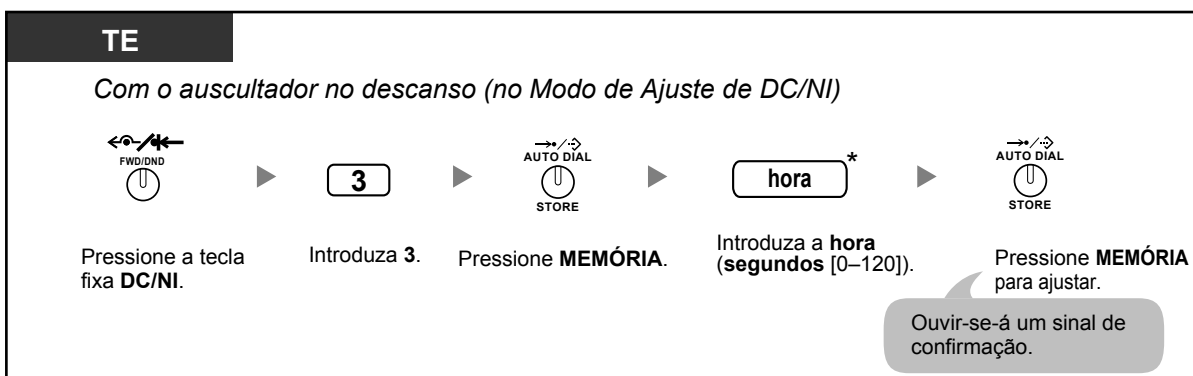 TE
Com o auscultador no descanso (no Modo de Ajuste de DC/NI)
FWD/DND
Pressione a tecla
fixa DC/NI.
3
Introduza 3.
AUTO DIAL
STORE
Pressione MEMÓRIA.
hora*
Introduza a hora
(segundos [0–120]).
AUTO DIAL
STORE
Pressione MEMÓRIA
para ajustar.
Ouvir-se-á um sinal de
confirmação.